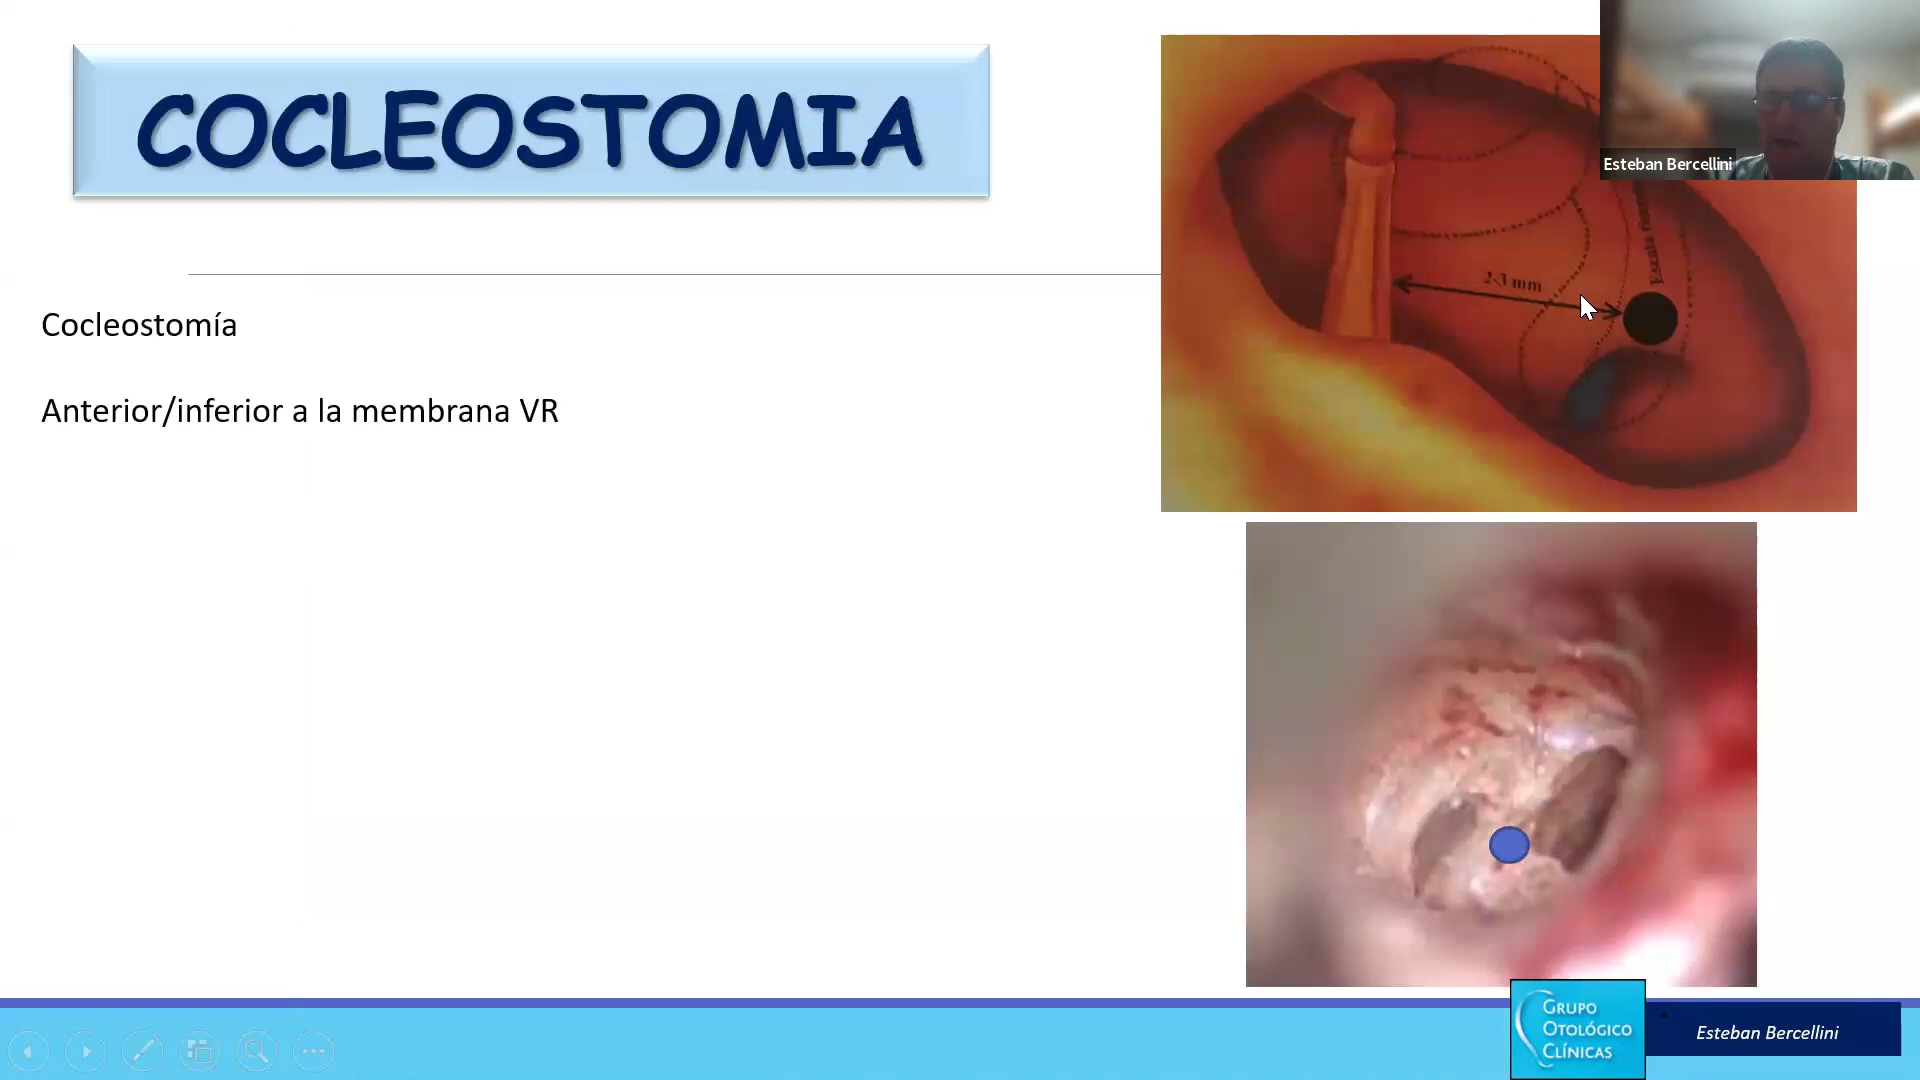 COCLEOSTOMIA
Esteban Bercellini
2-3 mm
Cocleostomía
Anterior/inferior a la membrana VR
GRUPO
OTOLÓGICO
CLÍNICAS
Esteban Bercellini